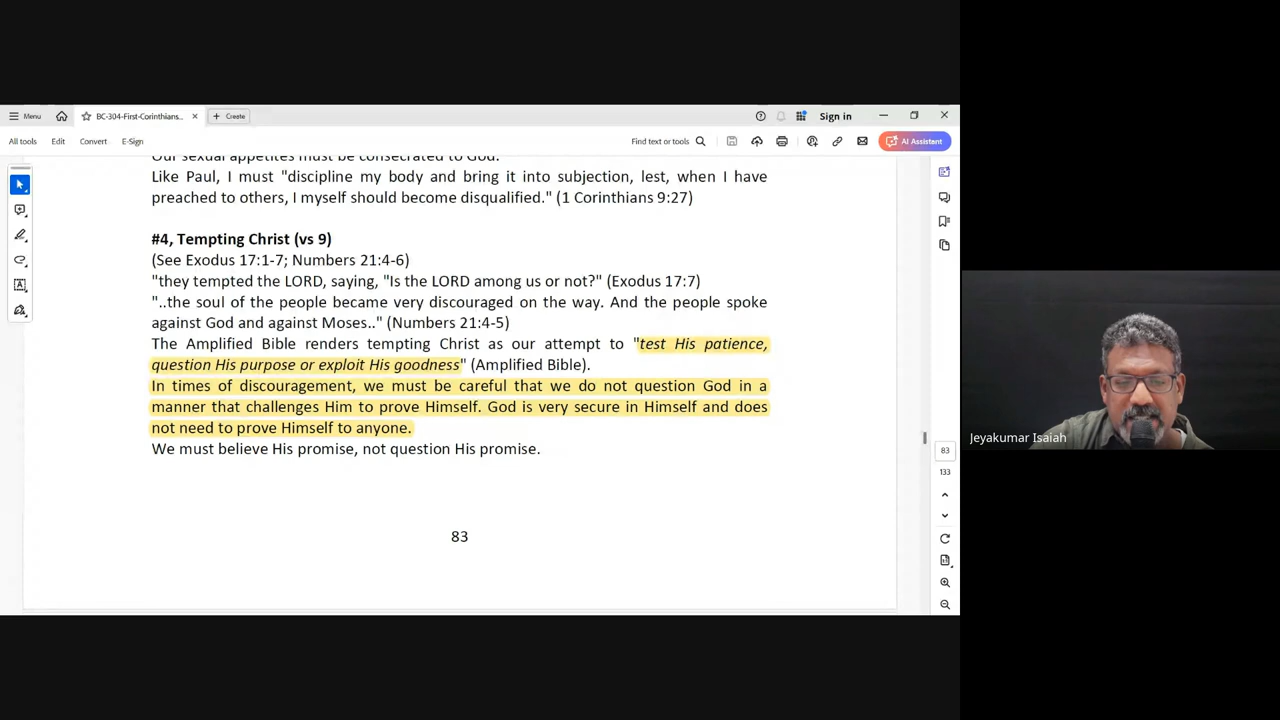 Menu
BC-304-First-Corinthians...
Create
Sign in
All tools
Edit
Convert
E-Sign
Find text or tools
AI Assistant
Our sexual appetites must be consecrated to God.
Like Paul, I must "discipline my body and bring it into subjection, lest, when I have
preached to others, I myself should become disqualified." (1 Corinthians 9:27)
#4, Tempting Christ (vs 9)
(See Exodus 17:1-7; Numbers 21:4-6)
"they tempted the LORD, saying, "Is the LORD among us or not?" (Exodus 17:7)
"..the soul of the people became very discouraged on the way. And the people spoke
against God and against Moses.." (Numbers 21:4-5)
The Amplified Bible renders tempting Christ as our attempt to "test His patience,
question His purpose or exploit His goodness" (Amplified Bible).
In times of discouragement, we must be careful that we do not question God in a
manner that challenges Him to prove Himself. God is very secure in Himself and does
not need to prove Himself to anyone.
We must believe His promise, not question His promise.
83
83
133
Jeyakumar Isaiah